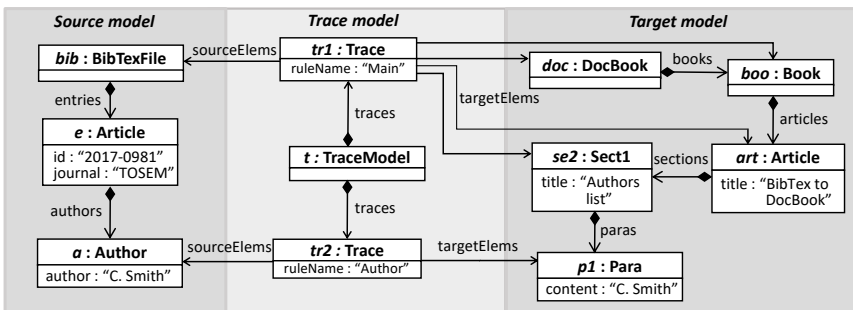 Source model
Trace model
Target model
bib : BibTexFile
sourceElems
tr1 : Trace
ruleName : “Main”
doc : DocBook
books
boo : Book
entries
targetElems
traces
articles
e : Article
id : “2017-0981”
journal : “TOSEM”
t : TraceModel
se2 : Sect1
title : “Authors
list”
sections
art : Article
title : “BibTex to
DocBook”
authors
traces
paras
a : Author
author : “C. Smith”
sourceElems
tr2 : Trace
ruleName : “Author”
targetElems
p1 : Para
content : “C. Smith”